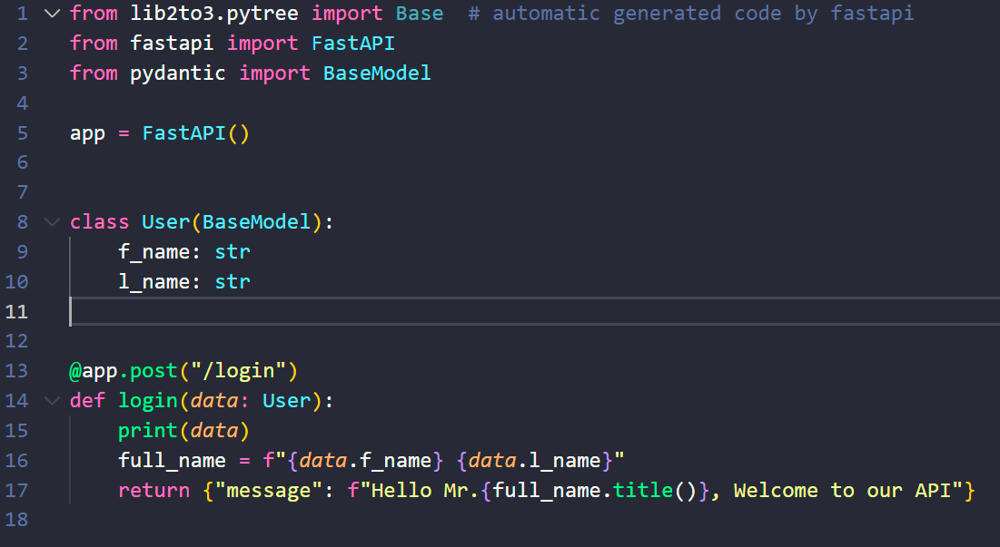 1 from lib2to3.pytree import Base  # automatic generated code by fastapi
2 from fastapi import FastAPI
3 from pydantic import BaseModel
4
5 app = FastAPI()
6
7
8 class User(BaseModel):
9     f_name: str
10     l_name: str
11
12
13 @app.post("/login")
14 def login(data: User):
15     print(data)
16     full_name = f"{data.f_name} {data.l_name}"
17     return {"message": f"Hello Mr.{full_name.title()}, Welcome to our API"}
18